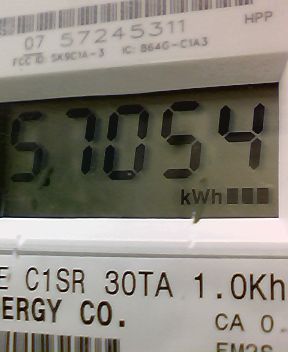 HPP
07 57245311
FCC ID: SK9C1A-3 IC: 864G-C1A3
57054
kWh
E C1SR 30TA 1.0Kh
ERGY CO.
CA 0.